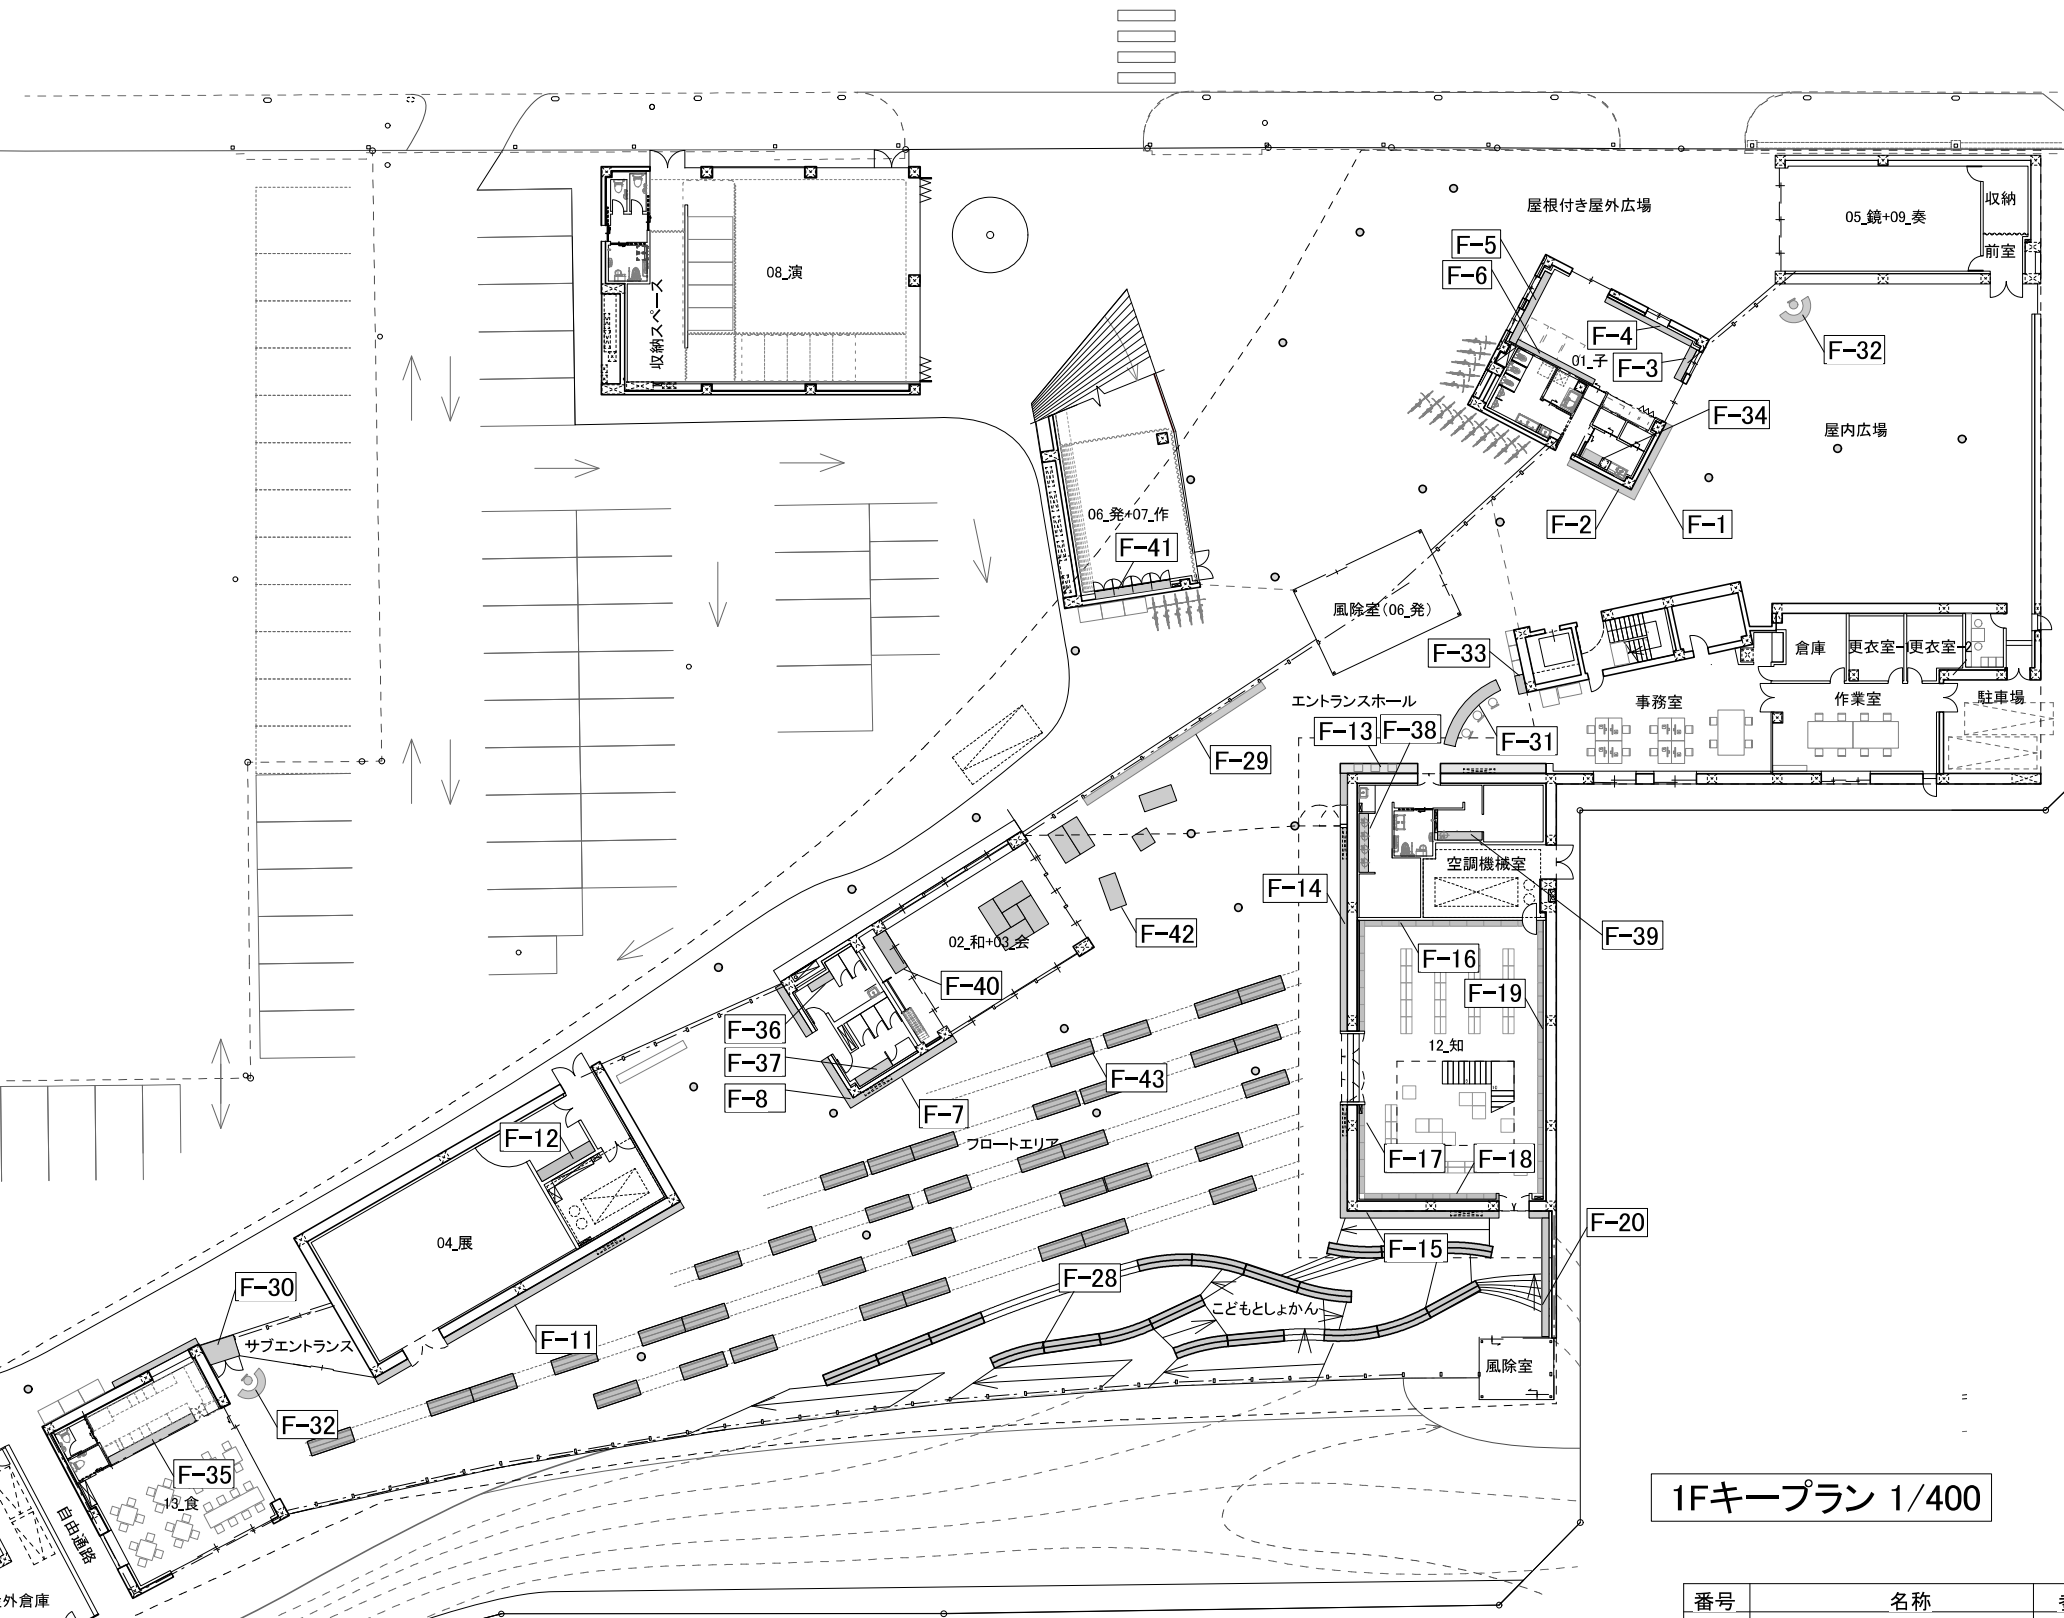 屋根付き屋外広場
05_鏡+09_奏
収納
前室
F-5
F-6
08_演
収納スペース
F-4
01_子
F-3
F-32
F-34
屋内広場
06_発+07_作
F-41
F-2
F-1
風除室(06_発)
F-33
倉庫
更衣室-1
更衣室-2
エントランスホール
事務室
作業室
駐車場
F-13
F-38
F-31
F-29
空調機械室
F-14
F-42
F-39
02_和+03_会
F-16
F-40
F-19
F-36
F-37
12_知
F-43
F-8
F-7
F-12
フロートエリア
F-17
F-18
F-20
04_展
F-15
F-28
F-30
こどもとしょかん
サブエントランス
F-11
風除室
F-32
F-35
13_食
自由通路
1Fキープラン 1/400
外倉庫
番号
名称